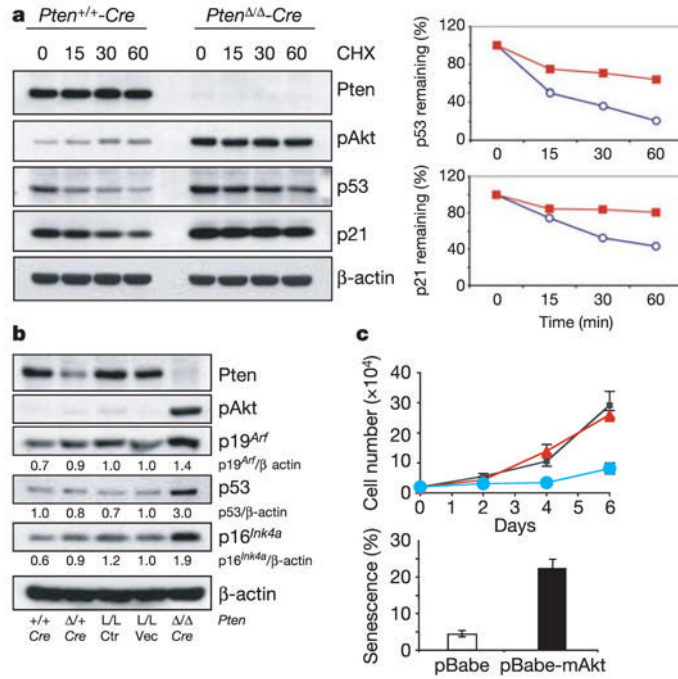 a
Pten+/+-Cre PtenΔ/Δ-Cre
0 15 30 60 0 15 30 60 CHX
Pten
pAkt
p53
p21
β-actin
p53 remaining (%)
120
80
40
0 15 30 60
p21 remaining (%)
120
80
40
0 15 30 60
Time (min)
b
Pten
pAkt
p19Arf
0.7 0.9 1.0 1.0 1.4 p19Arf/β actin
p53
1.0 0.8 0.7 1.0 3.0 p53/β-actin
p16Ink4a
0.6 0.9 1.2 1.0 1.9 p16Ink4a/β-actin
β-actin
+/+ Δ/+ L/L L/L Δ/Δ Pten
Cre Cre Ctr Vec Cre
c
Cell number (×10⁴)
40
30
20
10
0
0 2 4 6
Days
Senescence (%)
30
20
10
0
pBabe pBabe-mAkt